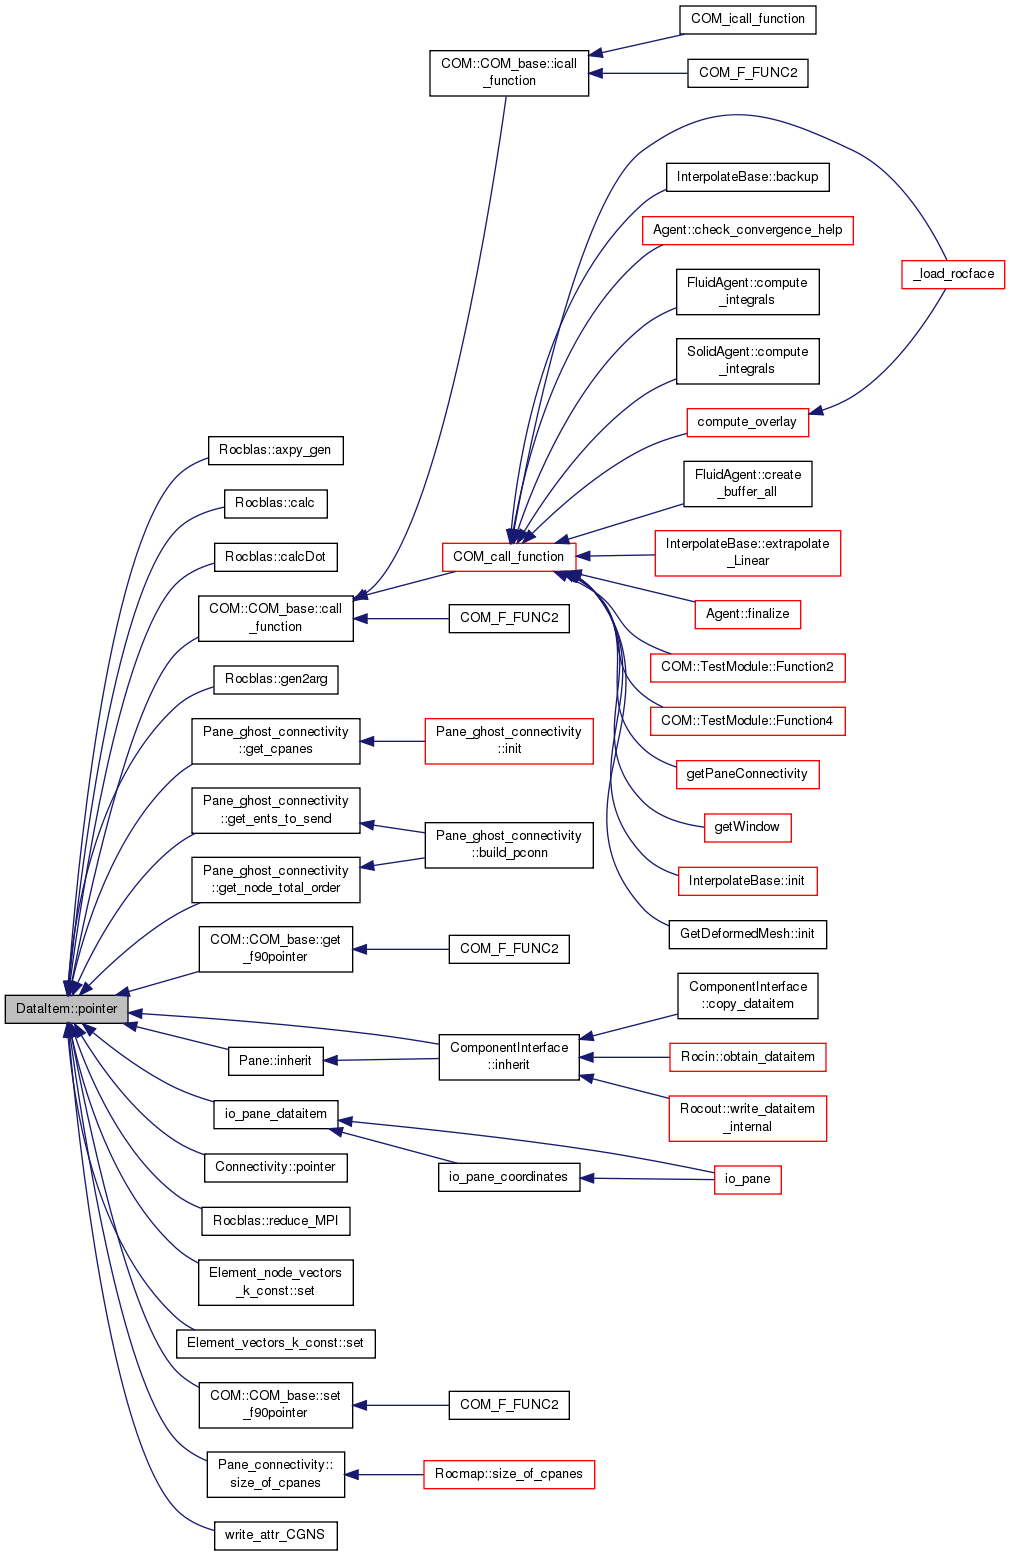 COM_icall_function
COM::COM_base::icall
_function
COM_F_FUNC2
InterpolateBase::backup
Agent::check_convergence_help
_load_rocface
FluidAgent::compute
_integrals
SolidAgent::compute
_integrals
compute_overlay
Rocblas::axpy_gen
FluidAgent::create
_buffer_all
Rocblas::calc
COM_call_function
InterpolateBase::extrapolate
_Linear
Rocblas::calcDot
COM::COM_base::call
_function
COM_F_FUNC2
Agent::finalize
COM::TestModule::Function2
Rocblas::gen2arg
COM::TestModule::Function4
Pane_ghost_connectivity
::get_cpanes
Pane_ghost_connectivity
::init
getPaneConnectivity
Pane_ghost_connectivity
::get_ents_to_send
getWindow
Pane_ghost_connectivity
::build_pconn
Pane_ghost_connectivity
::get_node_total_order
InterpolateBase::init
GetDeformedMesh::init
COM::COM_base::get
_f90pointer
COM_F_FUNC2
DataItem::pointer
ComponentInterface
::copy_dataitem
Pane::inherit
ComponentInterface
::inherit
Rocin::obtain_dataitem
io_pane_dataitem
Rocout::write_dataitem
_internal
Connectivity::pointer
io_pane_coordinates
io_pane
Rocblas::reduce_MPI
Element_node_vectors
_k_const::set
Element_vectors_k_const::set
COM::COM_base::set
_f90pointer
COM_F_FUNC2
Pane_connectivity::
size_of_cpanes
Rocmap::size_of_cpanes
write_attr_CGNS